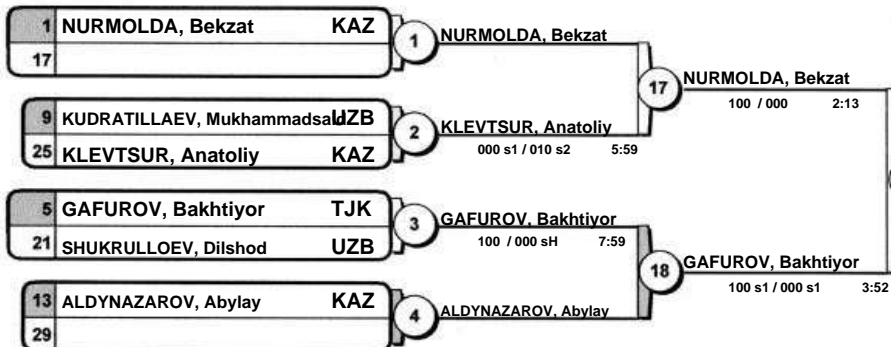 1 NURMOLDA, Bekzat KAZ
17
1
NURMOLDA, Bekzat
9 KUDRATILLAEV, Mukhammadsaid UZB
25 KLEVTSUR, Anatoliy KAZ
2
KLEVTSUR, Anatoliy
000 s1 / 010 s2 5:59
17
NURMOLDA, Bekzat
100 / 000 2:13
5 GAFUROV, Bakhtiyor TJK
21 SHUKRULLOEV, Dilshod UZB
3
GAFUROV, Bakhtiyor
100 / 000 sH 7:59
13 ALDYNAZAROV, Abylay KAZ
29
4
ALDYNAZAROV, Abylay
18
GAFUROV, Bakhtiyor
100 s1 / 000 s1 3:52